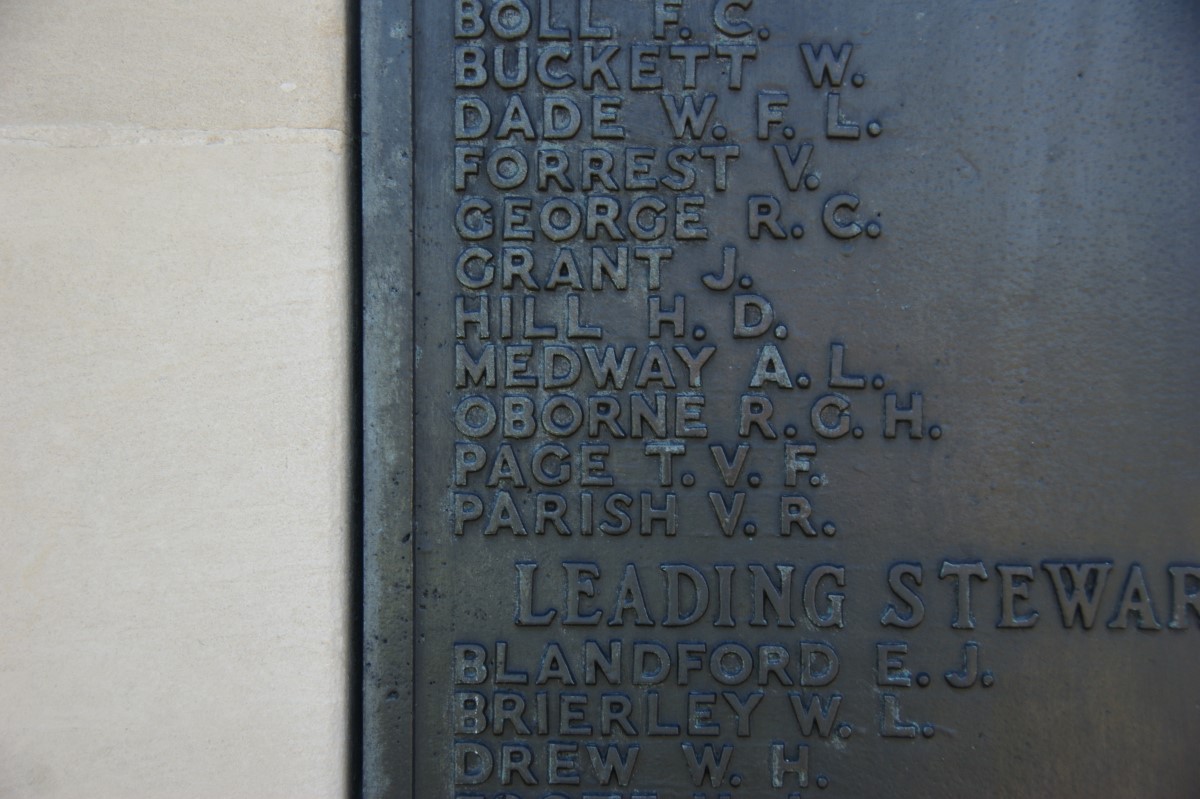 BOLL F. C.
BUCKETT W.
DADE W. F. L.
FORREST V.
GEORGE R. C.
GRANT J.
HILL H. D.
MEDWAY A. L.
OBORNE R. G. H.
PAGE T. V. F.
PARISH V. R.
LEADING STEWAR
BLANDFORD E. J.
BRIERLEY W. L.
DREW W. H.